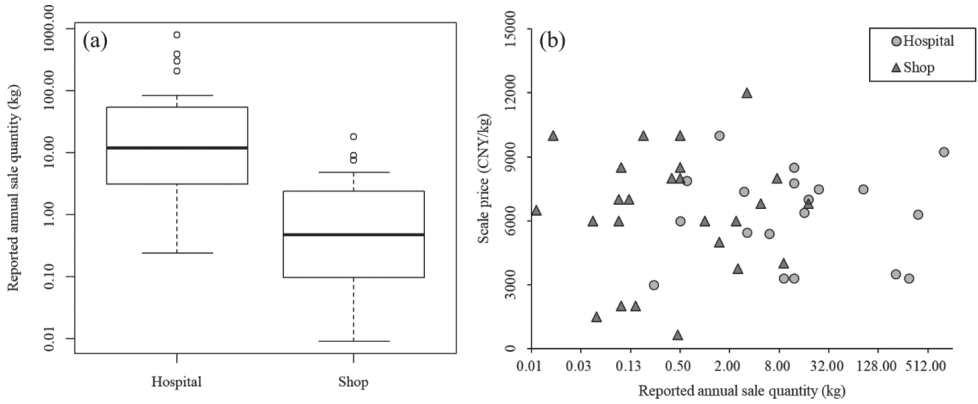 (a)
Reported annual sale quantity (kg)
1000.00
100.00
10.00
1.00
0.10
0.01
Hospital
Shop
(b)
Scale price (CNY/kg)
15000
12000
9000
6000
3000
0
Hospital
Shop
0.01 0.03 0.13 0.50 2.00 8.00 32.00 128.00 512.00
Reported annual sale quantity (kg)